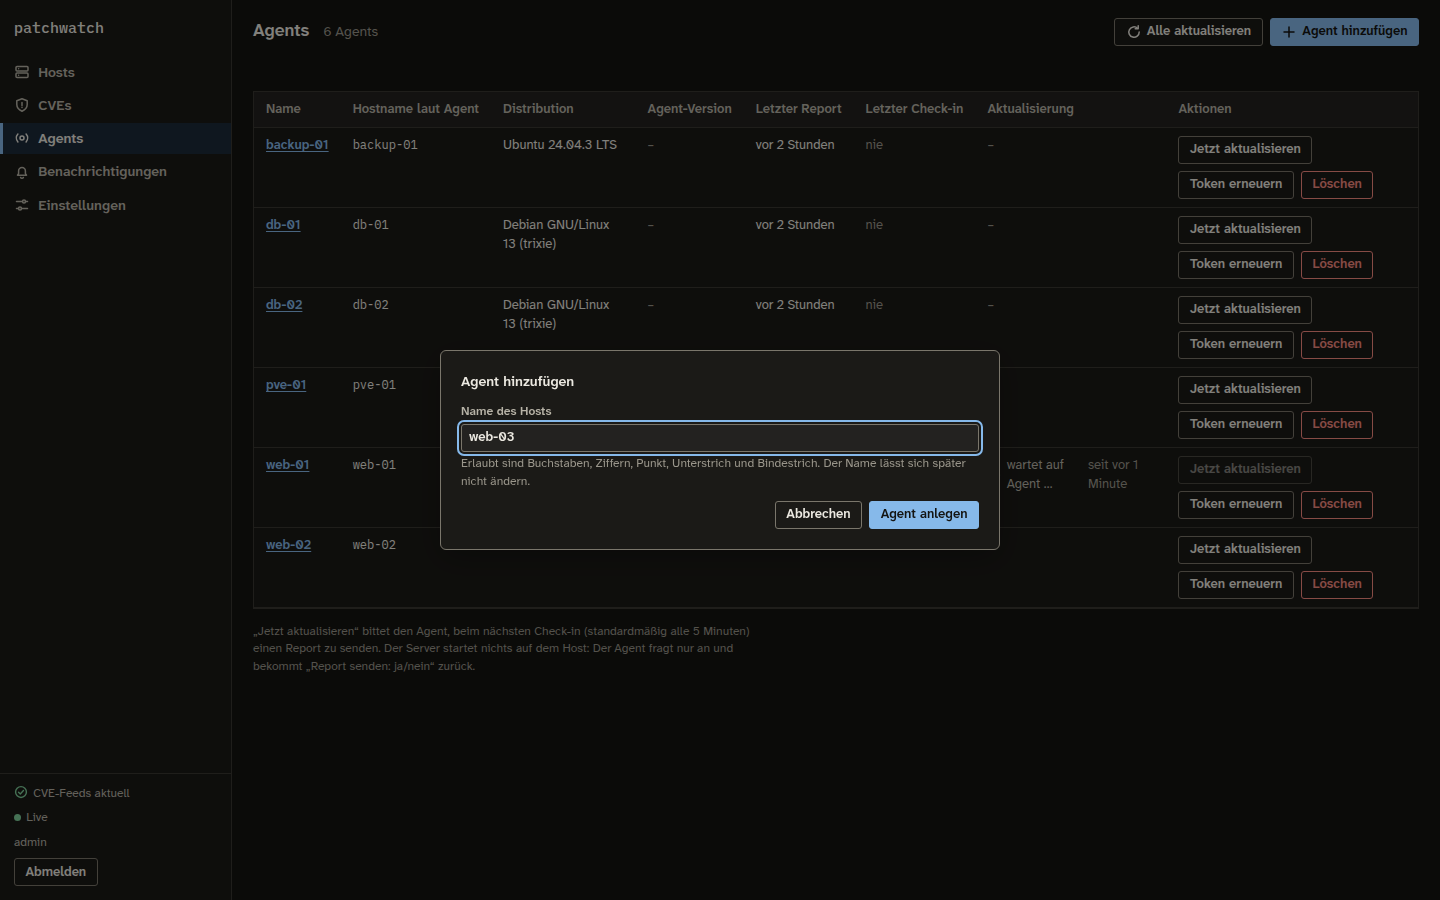 patchwatch
Hosts
CVEs
Agents
Benachrichtigungen
Einstellungen
CVE-Feeds aktuell
Live
admin
Abmelden
Agents 6 Agents
Alle aktualisieren
Agent hinzufügen
Name Hostname laut Agent Distribution Agent-Version Letzter Report Letzter Check-in Aktualisierung Aktionen
backup-01 backup-01 Ubuntu 24.04.3 LTS – vor 2 Stunden nie – Jetzt aktualisieren
Token erneuern Löschen
db-01 db-01 Debian GNU/Linux – vor 2 Stunden nie – Jetzt aktualisieren
13 (trixie)
Token erneuern Löschen
db-02 db-02 Debian GNU/Linux – vor 2 Stunden nie – Jetzt aktualisieren
13 (trixie)
Token erneuern Löschen
pve-01 pve-01 Jetzt aktualisieren
Token erneuern Löschen
web-01 web-01 wartet auf seit vor 1 Jetzt aktualisieren
Agent ... Minute
Token erneuern Löschen
web-02 web-02 Jetzt aktualisieren
Token erneuern Löschen
Agent hinzufügen
Name des Hosts
web-03
Erlaubt sind Buchstaben, Ziffern, Punkt, Unterstrich und Bindestrich. Der Name lässt sich später
nicht ändern.
Abbrechen Agent anlegen
„Jetzt aktualisieren“ bittet den Agent, beim nächsten Check-in (standardmäßig alle 5 Minuten)
einen Report zu senden. Der Server startet nichts auf dem Host: Der Agent fragt nur an und
bekommt „Report senden: ja/nein“ zurück.